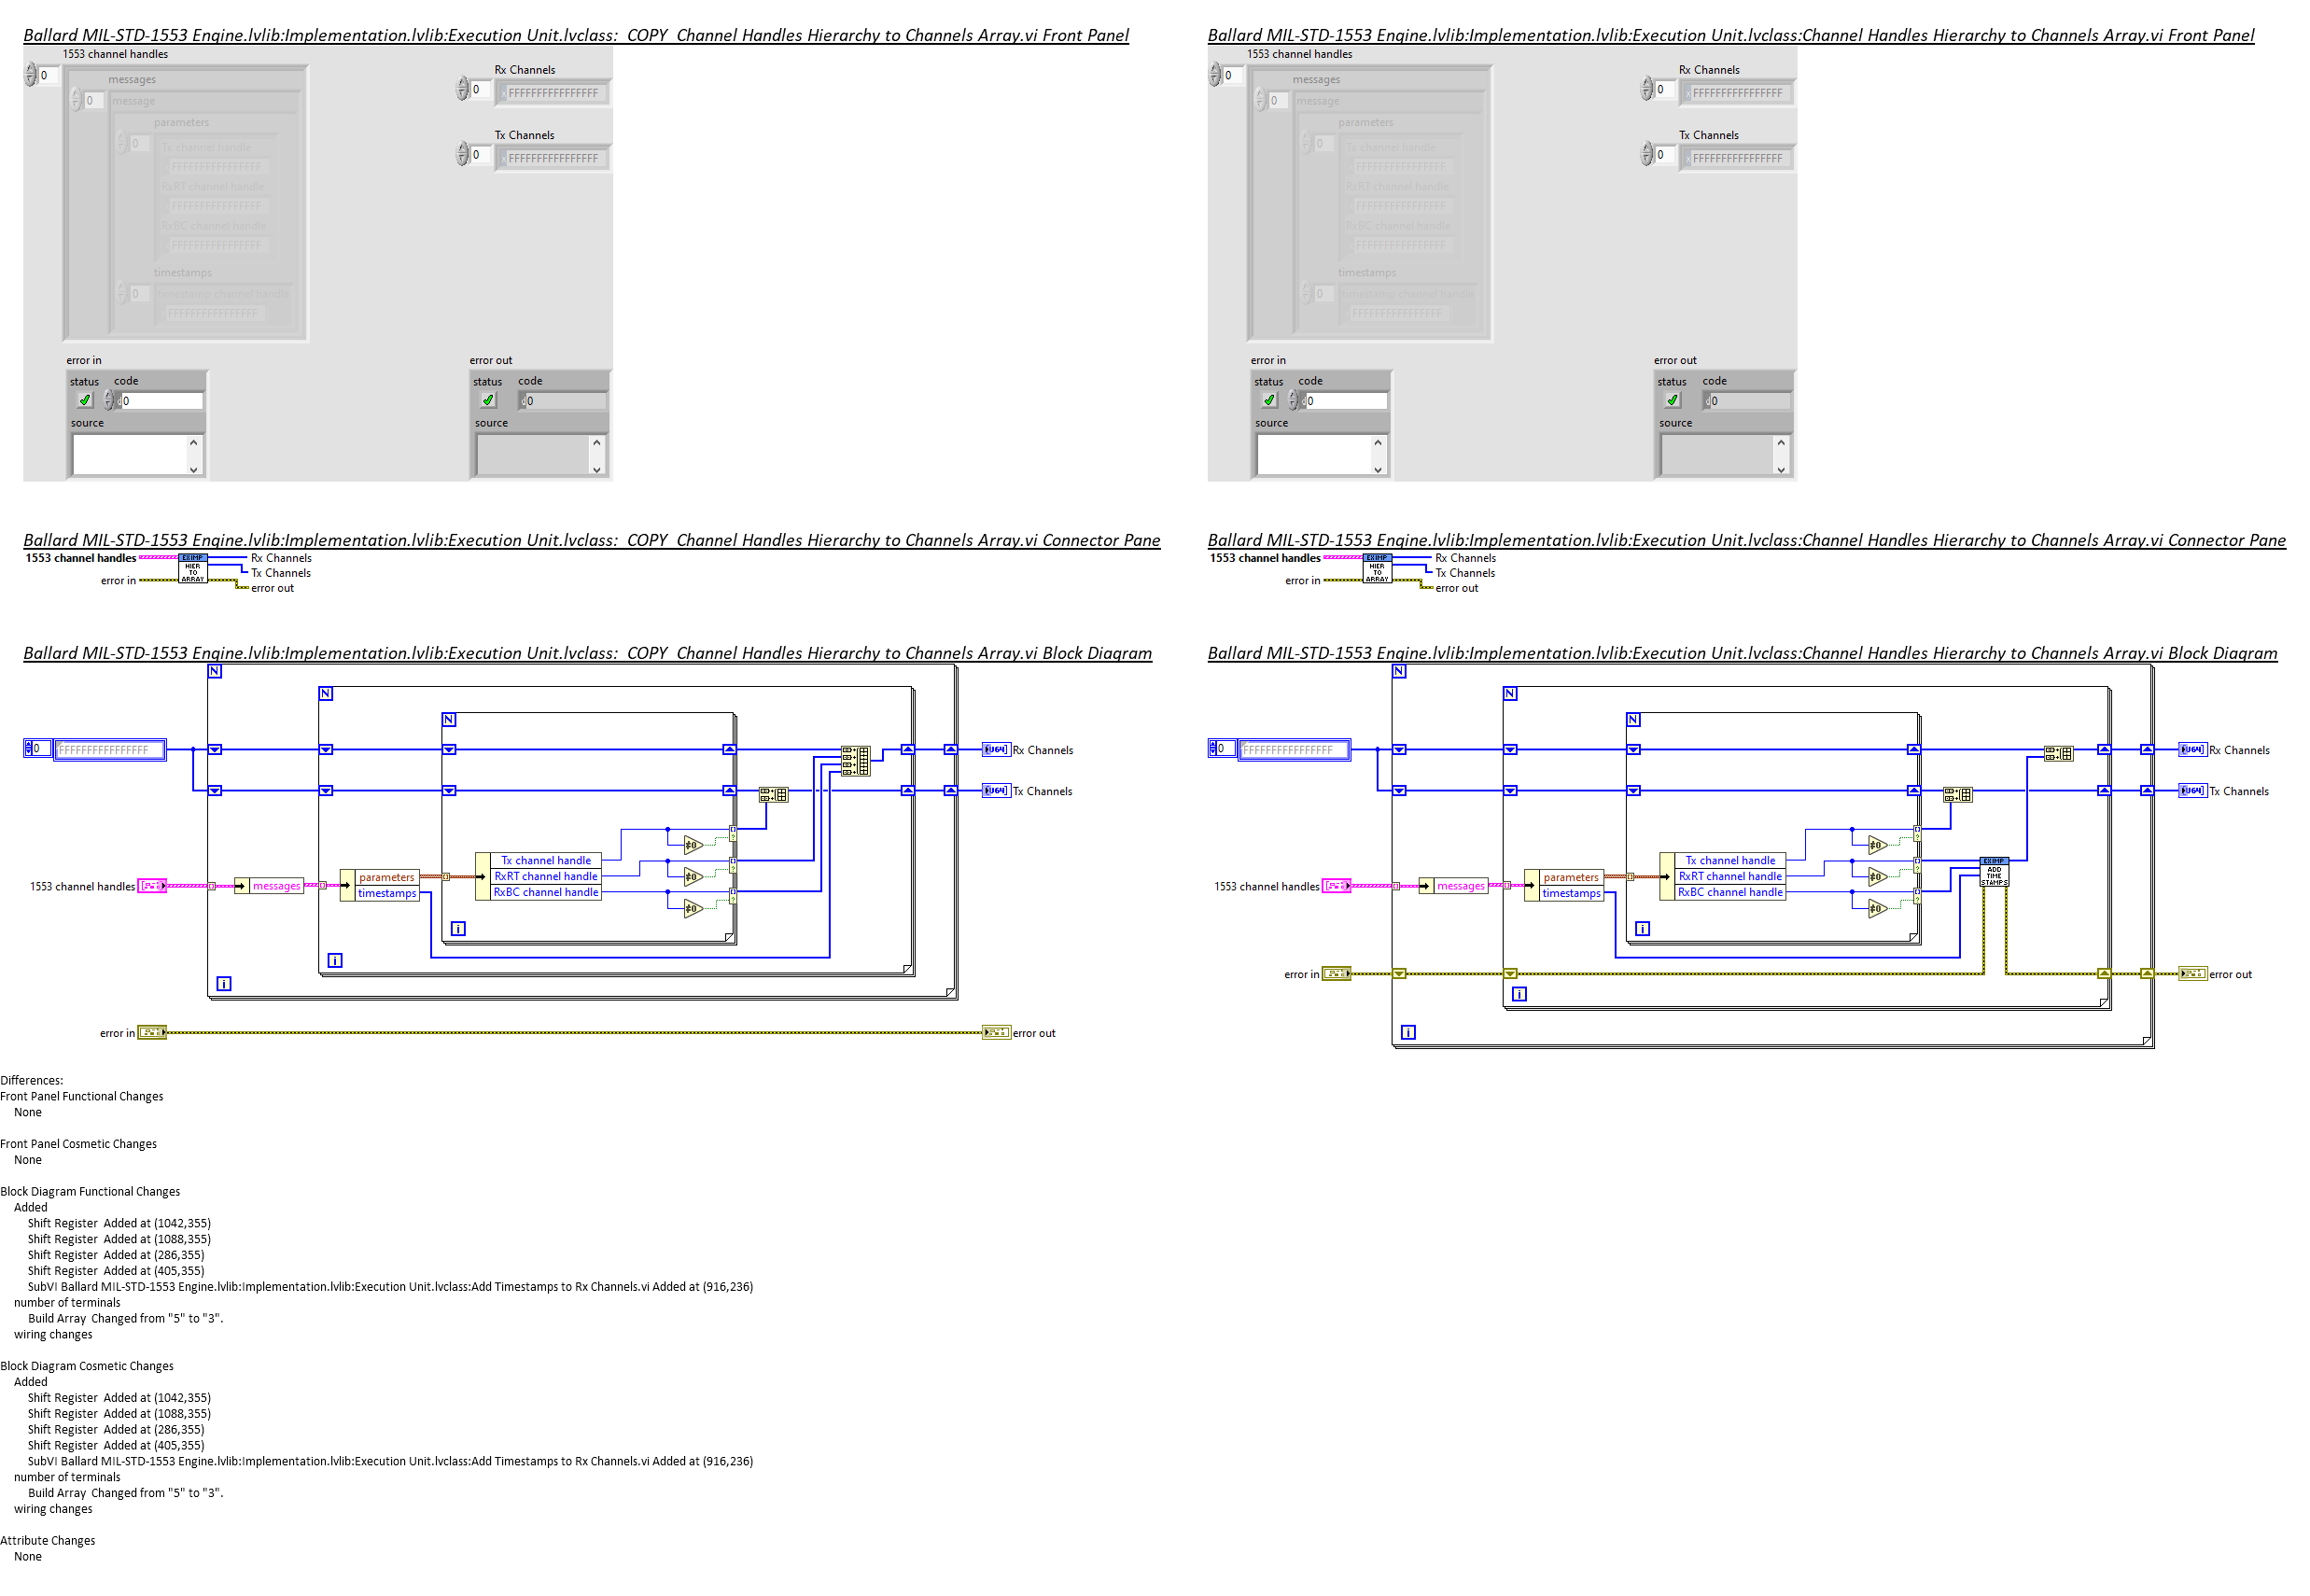 Ballard MIL-STD-1553 Engine.lvlib:Implementation.lvlib:Execution Unit.lvclass:  COPY  Channel Handles Hierarchy to Channels Array.vi Front Panel
1553 channel handles
0
messages
0
message
parameters
0
Tx channel handle
FFFFFFFFFFFFFFFF
RxRT channel handle
FFFFFFFFFFFFFFFF
RxBC channel handle
FFFFFFFFFFFFFFFF
timestamps
0
timestamp channel handle
FFFFFFFFFFFFFFFF
Rx Channels
0
FFFFFFFFFFFFFFFF
Tx Channels
0
FFFFFFFFFFFFFFFF
error in
status code
d0
source
error out
status code
d0
source
Ballard MIL-STD-1553 Engine.lvlib:Implementation.lvlib:Execution Unit.lvclass:Channel Handles Hierarchy to Channels Array.vi Front Panel
1553 channel handles
0
messages
0
message
parameters
0
Tx channel handle
FFFFFFFFFFFFFFFF
RxRT channel handle
FFFFFFFFFFFFFFFF
RxBC channel handle
FFFFFFFFFFFFFFFF
timestamps
0
timestamp channel handle
FFFFFFFFFFFFFFFF
Rx Channels
0
FFFFFFFFFFFFFFFF
Tx Channels
0
FFFFFFFFFFFFFFFF
error in
status code
d0
source
error out
status code
d0
source
Ballard MIL-STD-1553 Engine.lvlib:Implementation.lvlib:Execution Unit.lvclass:  COPY  Channel Handles Hierarchy to Channels Array.vi Connector Pane
1553 channel handles
error in
EXIMP
HIER
TO
ARRAY
Rx Channels
Tx Channels
error out
Ballard MIL-STD-1553 Engine.lvlib:Implementation.lvlib:Execution Unit.lvclass:Channel Handles Hierarchy to Channels Array.vi Connector Pane
1553 channel handles
error in
EXIMP
HIER
TO
ARRAY
Rx Channels
Tx Channels
error out
Ballard MIL-STD-1553 Engine.lvlib:Implementation.lvlib:Execution Unit.lvclass:  COPY  Channel Handles Hierarchy to Channels Array.vi Block Diagram
N
N
N
0
FFFFFFFFFFFFFFFF
U64
Rx Channels
U64
Tx Channels
1553 channel handles
messages
parameters
timestamps
Tx channel handle
RxRT channel handle
RxBC channel handle
≠0
≠0
≠0
i
i
i
error in
error out
Ballard MIL-STD-1553 Engine.lvlib:Implementation.lvlib:Execution Unit.lvclass:Channel Handles Hierarchy to Channels Array.vi Block Diagram
N
N
N
0
FFFFFFFFFFFFFFFF
U64
Rx Channels
U64
Tx Channels
1553 channel handles
messages
parameters
timestamps
Tx channel handle
RxRT channel handle
RxBC channel handle
≠0
≠0
≠0
EXIMP
ADD
TIME
STAMPS
i
error in
error out
i
i
Differences:
Front Panel Functional Changes
None
Front Panel Cosmetic Changes
None
Block Diagram Functional Changes
Added
Shift Register  Added at (1042,355)
Shift Register  Added at (1088,355)
Shift Register  Added at (286,355)
Shift Register  Added at (405,355)
SubVI Ballard MIL-STD-1553 Engine.lvlib:Implementation.lvlib:Execution Unit.lvclass:Add Timestamps to Rx Channels.vi Added at (916,236)
number of terminals
Build Array  Changed from "5" to "3".
wiring changes
Block Diagram Cosmetic Changes
Added
Shift Register  Added at (1042,355)
Shift Register  Added at (1088,355)
Shift Register  Added at (286,355)
Shift Register  Added at (405,355)
SubVI Ballard MIL-STD-1553 Engine.lvlib:Implementation.lvlib:Execution Unit.lvclass:Add Timestamps to Rx Channels.vi Added at (916,236)
number of terminals
Build Array  Changed from "5" to "3".
wiring changes
Attribute Changes
None